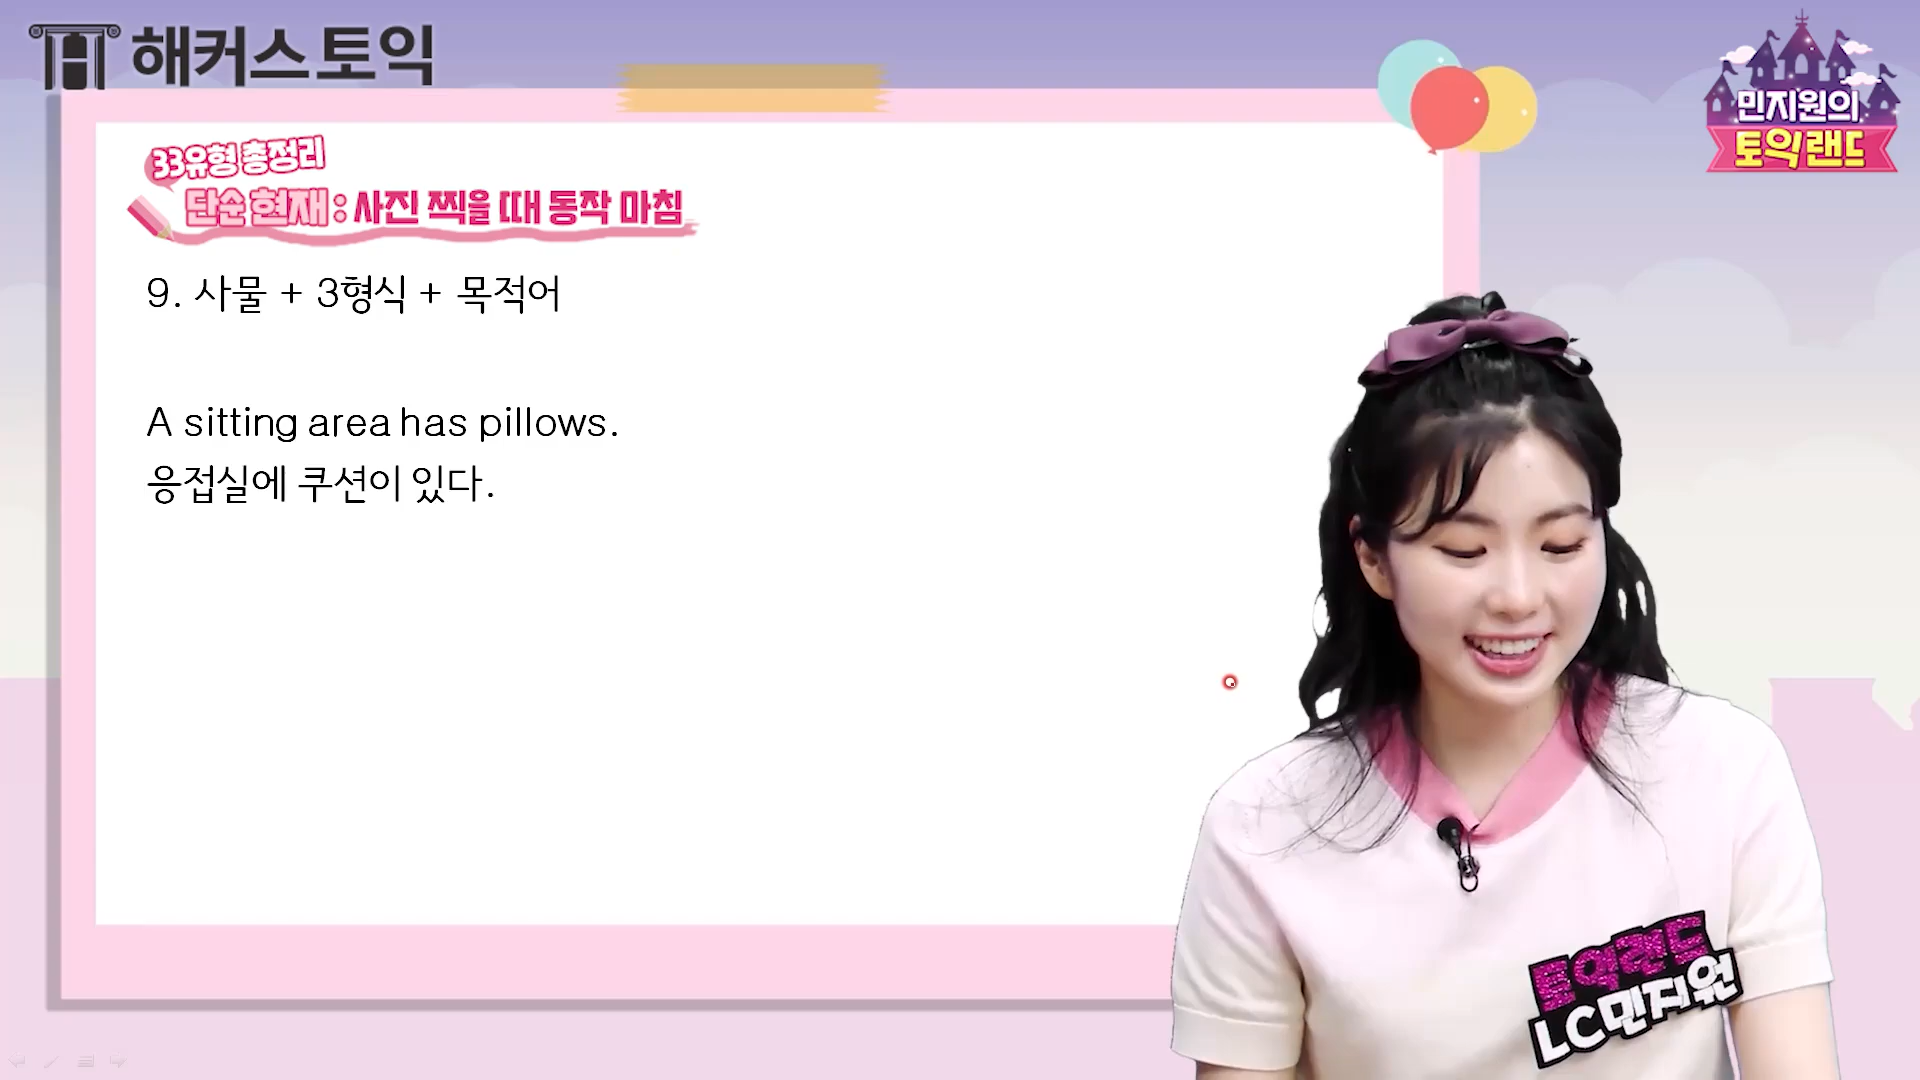 해커스토익
민지원의
토익랜드
33유형 총정리
단순 현재 : 사진 찍을 때 동작 마침
9. 사물 + 3형식 + 목적어
A sitting area has pillows.
응접실에 쿠션이 있다.
토익랜드
LC민지원